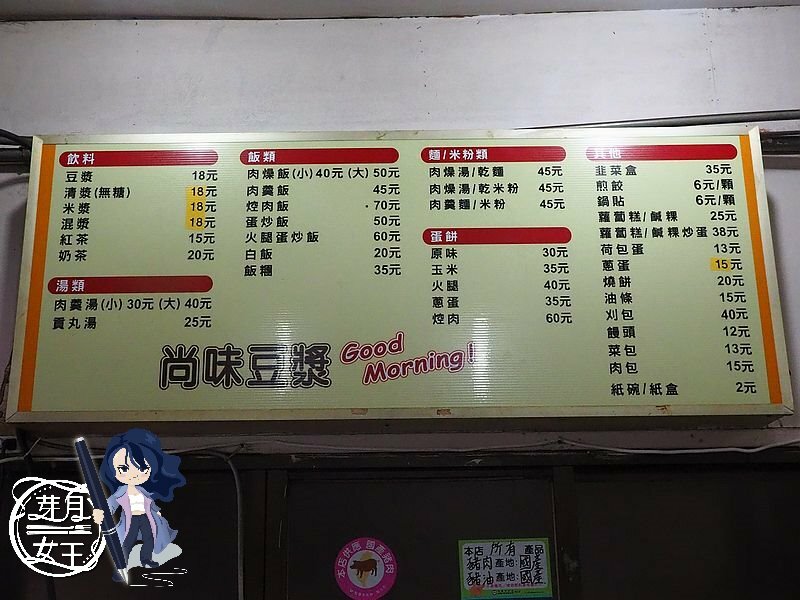 飲料
豆漿 18元
清漿(無糖) 18元
米漿 18元
混漿 18元
紅茶 15元
奶茶 20元
湯類
肉羹湯(小)30元(大)40元
貢丸湯 25元
飯類
肉燥飯(小)40元(大)50元
肉羹飯 45元
焢肉飯 70元
蛋炒飯 50元
火腿蛋炒飯 60元
白飯 20元
飯糰 35元
麵/米粉類
肉燥湯/乾麵 45元
肉燥湯/乾米粉 45元
肉羹麵/米粉 45元
蛋餅
原味 30元
玉米 35元
火腿 40元
蔥蛋 35元
焢肉 60元
其他
韭菜盒 35元
煎餃 6元/顆
鍋貼 6元/顆
蘿蔔糕/鹹粿 25元
蘿蔔糕/鹹粿炒蛋 38元
荷包蛋 13元
蔥蛋 15元
燒餅 20元
油條 15元
刈包 40元
饅頭 12元
菜包 13元
肉包 15元
紙碗/紙盒 2元
尚味豆漿
Good
Morning!
芽月
女王
本店供應 國產豬肉
本店 所有 產品
豬肉產地:國產
豬油產地:國產